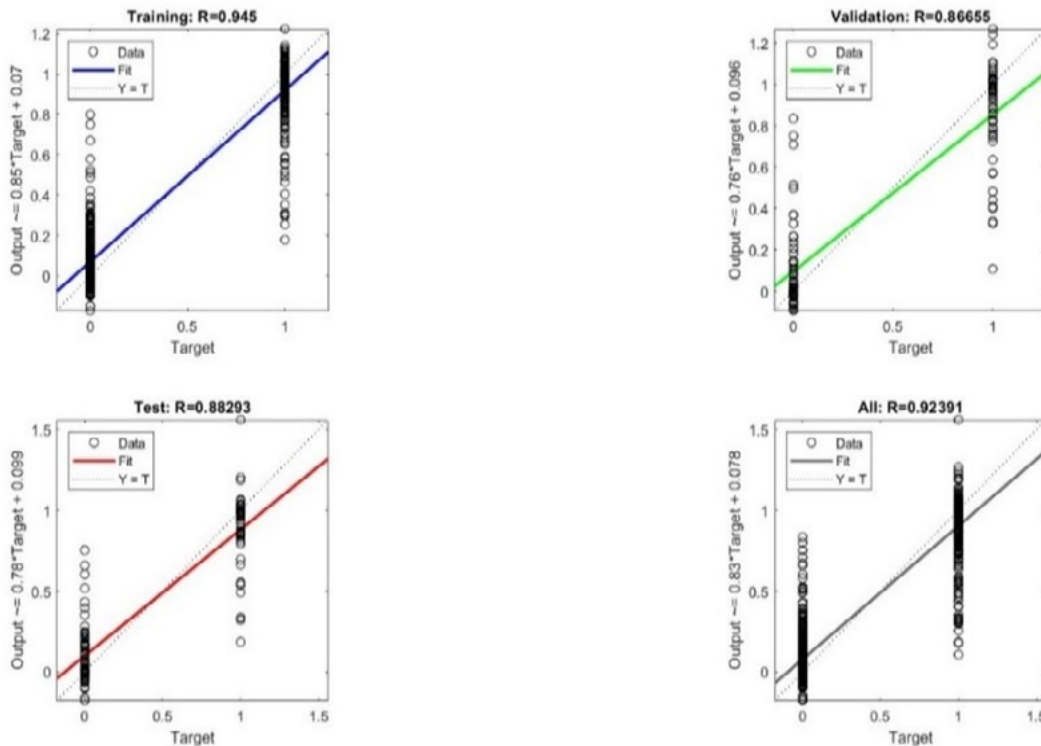 Training: R=0.945
Data
Fit
Y = T
Output ~= 0.85*Target + 0.07
1.2
1
0.8
0.6
0.4
0.2
0
0
0.5
1
Target
Validation: R=0.86655
Data
Fit
Y = T
Output ~= 0.76*Target + 0.096
1.2
1
0.8
0.6
0.4
0.2
0
0
0.5
1
Target
Test: R=0.88293
Data
Fit
Y = T
Output ~= 0.78*Target + 0.099
1.5
1
0.5
0
0
0.5
1
1.5
Target
All: R=0.92391
Data
Fit
Y = T
Output ~= 0.83*Target + 0.078
1.5
1
0.5
0
0
0.5
1
1.5
Target